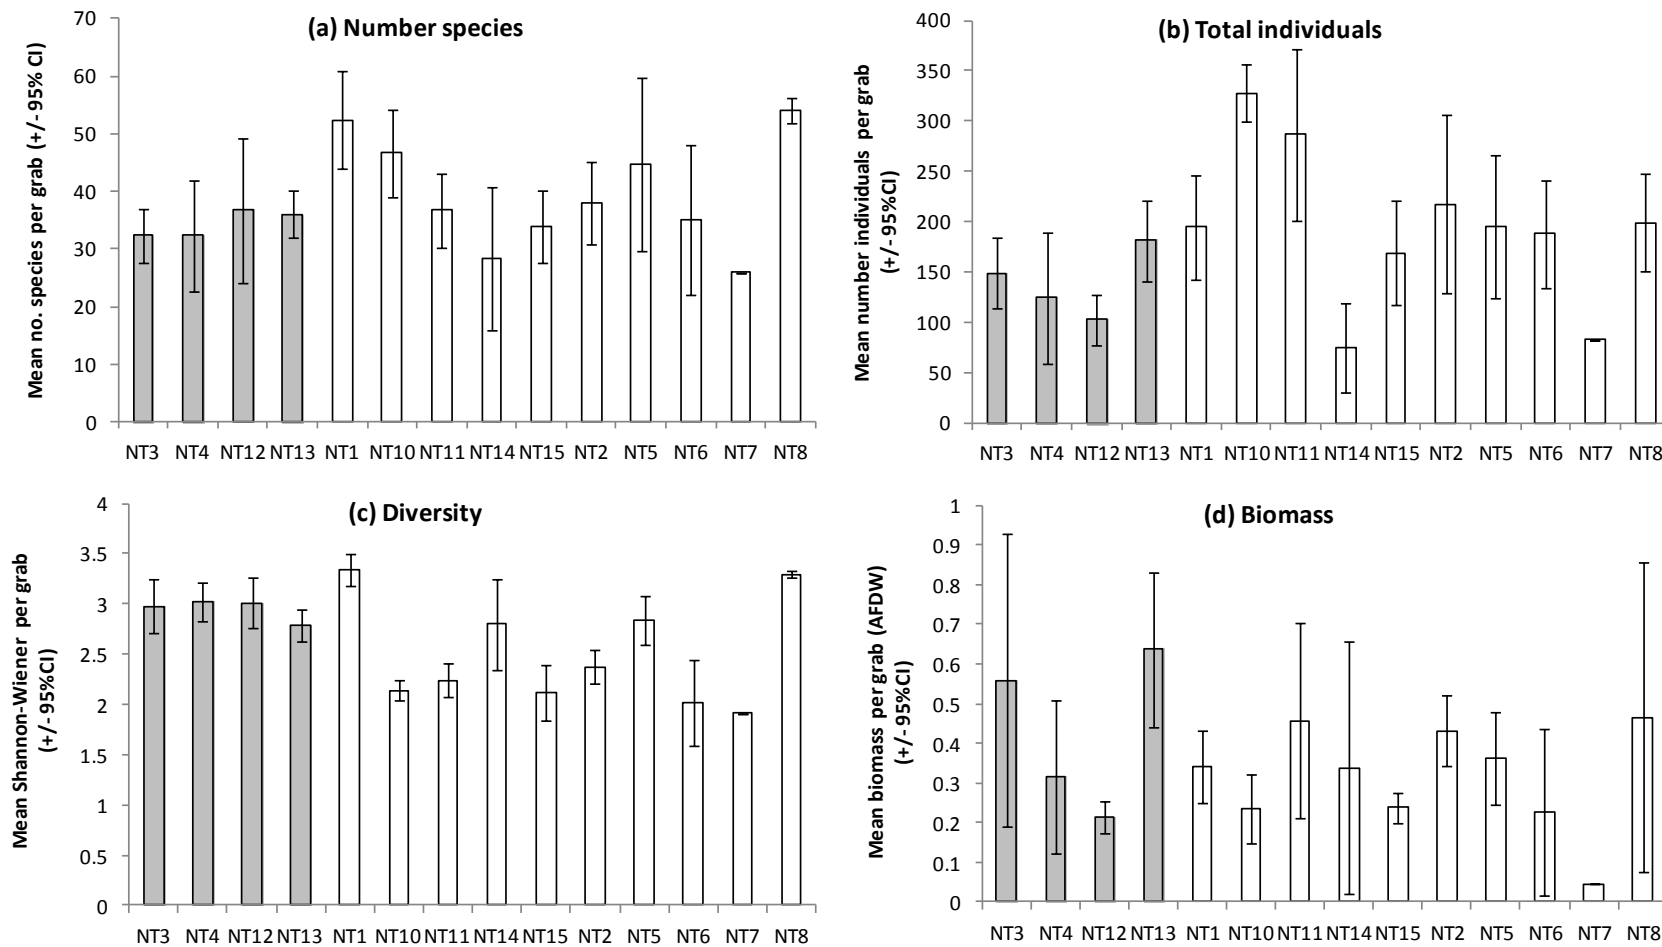 (a) Number species
Mean no. species per grab (+/- 95% CI)
70
60
50
40
30
20
10
0
NT3 NT4 NT12 NT13 NT1 NT10 NT11 NT14 NT15 NT2 NT5 NT6 NT7 NT8
(b) Total individuals
Mean number individuals per grab
(+/- 95%CI)
400
350
300
250
200
150
100
50
0
NT3 NT4 NT12 NT13 NT1 NT10 NT11 NT14 NT15 NT2 NT5 NT6 NT7 NT8
(c) Diversity
Mean Shannon-Wiener per grab
(+/- 95%CI)
4
3.5
3
2.5
2
1.5
1
0.5
0
NT3 NT4 NT12 NT13 NT1 NT10 NT11 NT14 NT15 NT2 NT5 NT6 NT7 NT8
(d) Biomass
Mean biomass per grab (AFDW)
(+/- 95%CI)
1
0.9
0.8
0.7
0.6
0.5
0.4
0.3
0.2
0.1
0
NT3 NT4 NT12 NT13 NT1 NT10 NT11 NT14 NT15 NT2 NT5 NT6 NT7 NT8